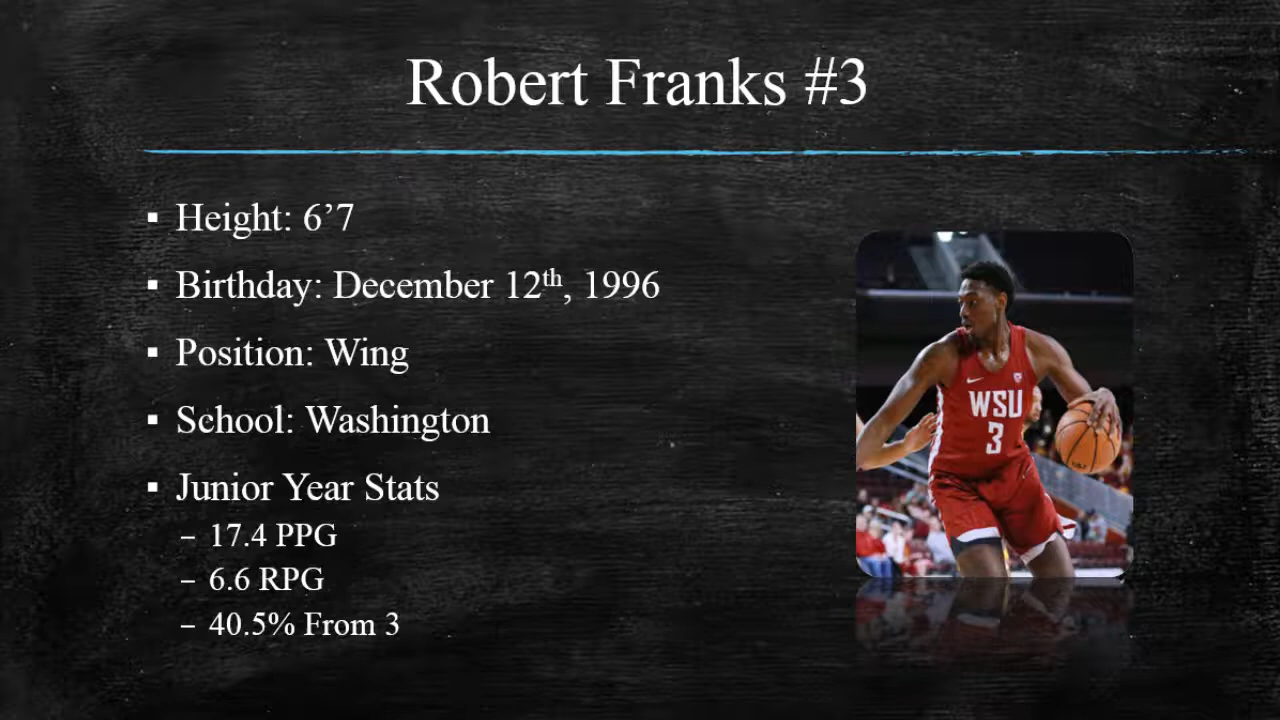 Robert Franks #3
▪ Height: 6’7
▪ Birthday: December 12th, 1996
▪ Position: Wing
▪ School: Washington
▪ Junior Year Stats
– 17.4 PPG
– 6.6 RPG
– 40.5% From 3
WSU
3